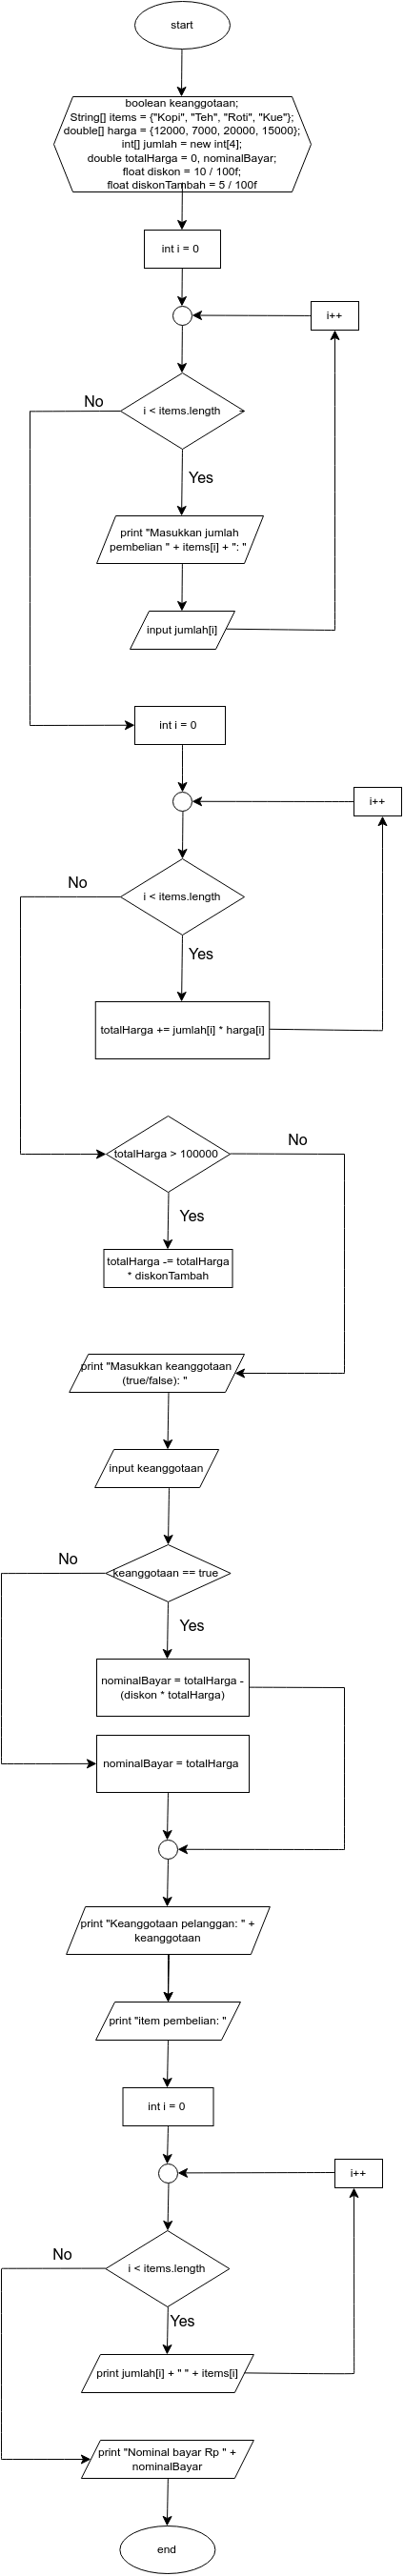 start
boolean keanggotaan;
String[] items = {"Kopi", "Teh", "Roti", "Kue"};
double[] harga = {12000, 7000, 20000, 15000};
int[] jumlah = new int[4];
double totalHarga = 0, nominalBayar;
float diskon = 10 / 100f;
float diskonTambah = 5 / 100f
int i = 0
i++
No
i < items.length
Yes
print "Masukkan jumlah
pembelian " + items[i] + ": "
input jumlah[i]
int i = 0
i++
No
i < items.length
Yes
totalHarga += jumlah[i] * harga[i]
No
totalHarga > 100000
Yes
totalHarga -= totalHarga
* diskonTambah
print "Masukkan keanggotaan
(true/false): "
input keanggotaan
No
keanggotaan == true
Yes
nominalBayar = totalHarga -
(diskon * totalHarga)
nominalBayar = totalHarga
print "Keanggotaan pelanggan: " +
keanggotaan
print "item pembelian: "
int i = 0
i++
No
i < items.length
Yes
print jumlah[i] + " " + items[i]
print "Nominal bayar Rp " +
nominalBayar
end